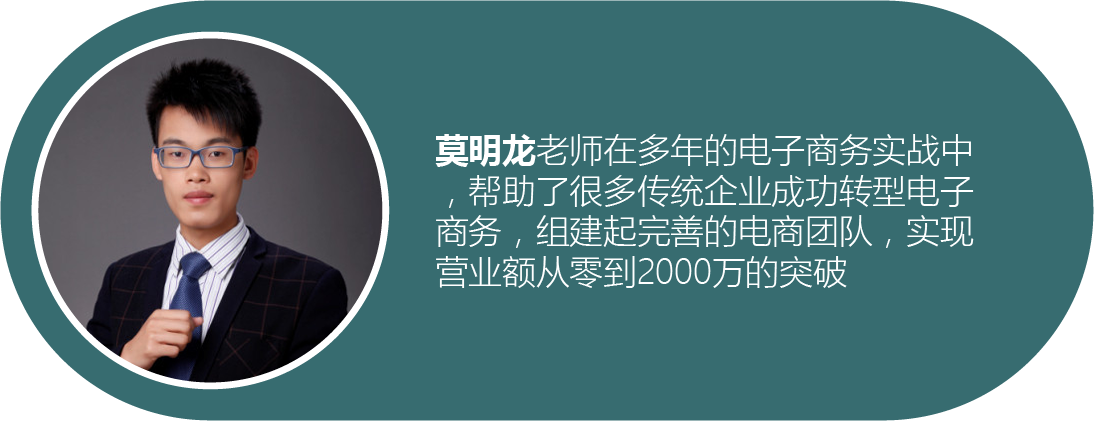 莫明龙老师在多年的电子商务实战中
，帮助了很多传统企业成功转型电子
商务，组建起完善的电商团队，实现
营业额从零到2000万的突破